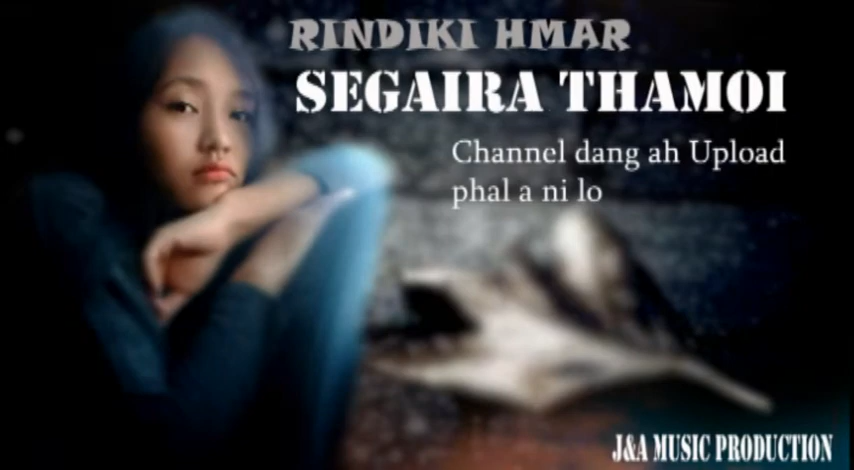 RINDIKI HMAR
SEGAIRA THAMOI
Channel dang ah Upload
phal a ni lo
J&A MUSIC PRODUCTION